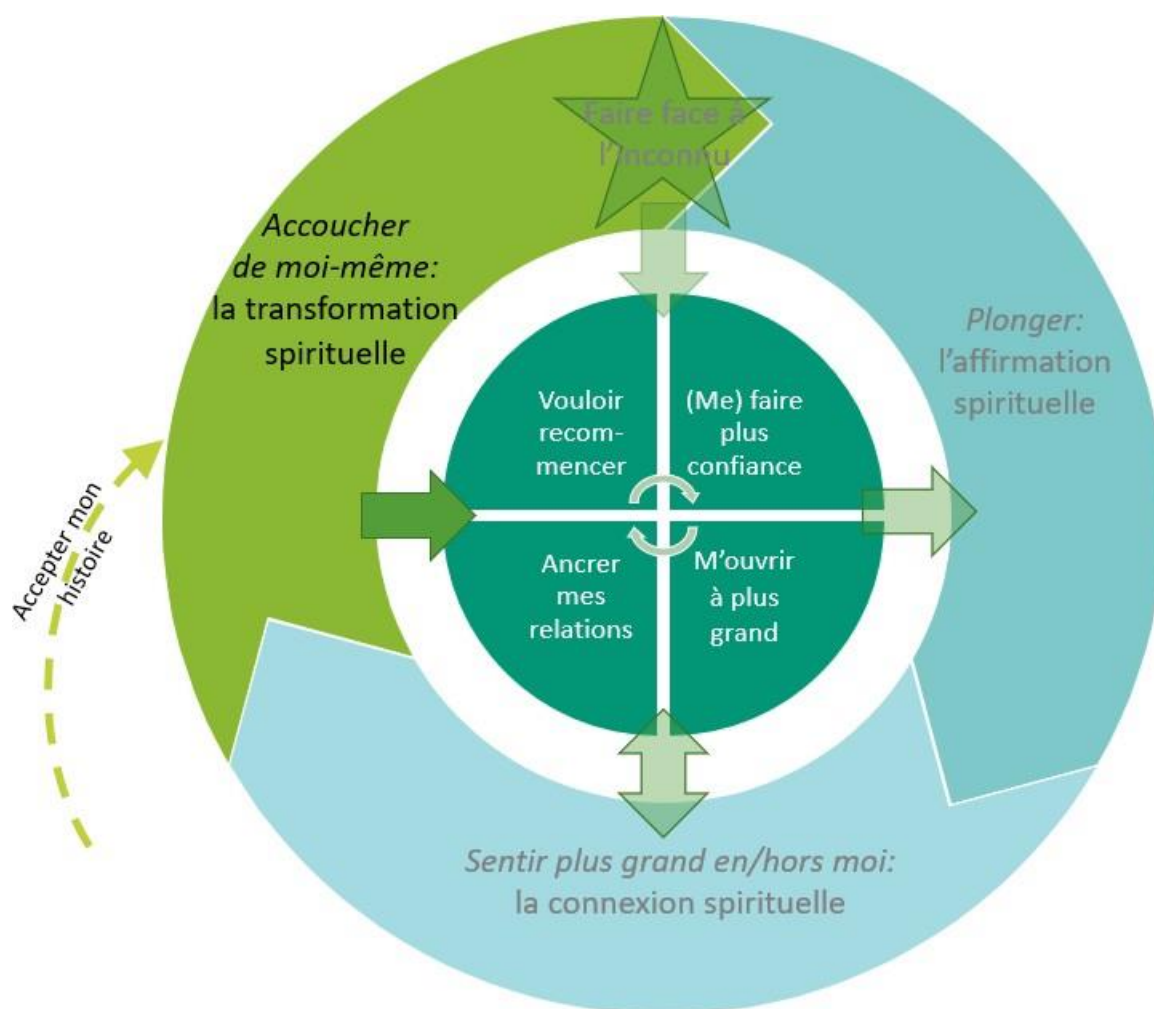 Faire face à
l'inconnu
Accoucher
de moi-même:
la transformation
spirituelle
Plonger:
l'affirmation
spirituelle
Vouloir
recom-
mencer
(Me) faire
plus
confiance
Ancrer
mes
relations
M'ouvrir
à plus
grand
Accepter mon
histoire
Sentir plus grand en/hors moi:
la connexion spirituelle